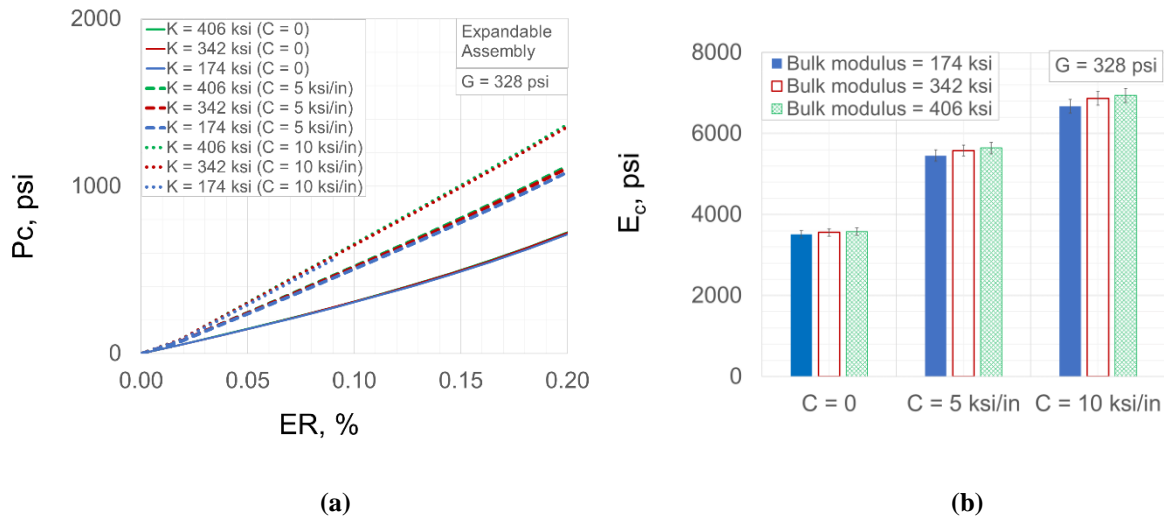 2000
1000
0
Pc, psi
K = 406 ksi (C = 0)
K = 342 ksi (C = 0)
K = 174 ksi (C = 0)
K = 406 ksi (C = 5 ksi/in)
K = 342 ksi (C = 5 ksi/in)
K = 174 ksi (C = 5 ksi/in)
K = 406 ksi (C = 10 ksi/in)
K = 342 ksi (C = 10 ksi/in)
K = 174 ksi (C = 10 ksi/in)
Expandable
Assembly
G = 328 psi
0.00 0.05 0.10 0.15 0.20
ER, %
(a)
8000
6000
4000
2000
0
E_c, psi
Bulk modulus = 174 ksi
Bulk modulus = 342 ksi
Bulk modulus = 406 ksi
G = 328 psi
C = 0 C = 5 ksi/in C = 10 ksi/in
(b)